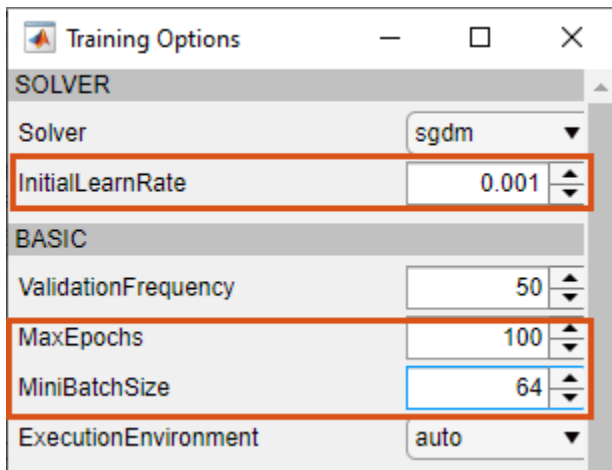 Training Options
SOLVER
Solver sgdm
InitialLearnRate 0.001
BASIC
ValidationFrequency 50
MaxEpochs 100
MiniBatchSize 64
ExecutionEnvironment auto